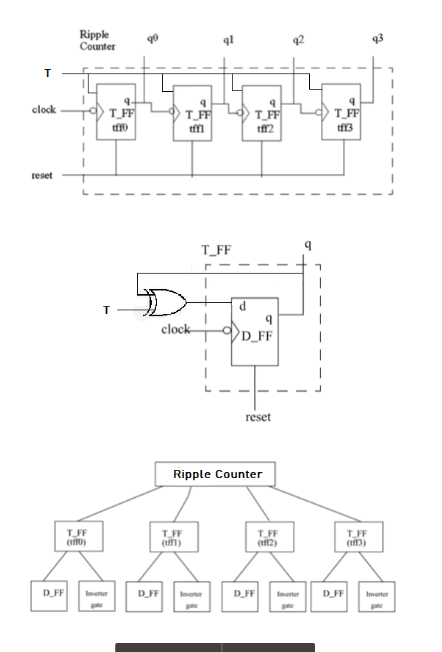 Ripple
Counter
q0
q1
q2
q3
T
clock
q
T_FF
tff0
q
T_FF
tff1
q
T_FF
tff2
q
T_FF
tff3
reset
T_FF
q
T
d
q
clock
D_FF
reset
Ripple Counter
T_FF
(tff0)
T_FF
(tff1)
T_FF
(tff2)
T_FF
(tff3)
D_FF
Inverter
gate
D_FF
Inverter
gate
D_FF
Inverter
gate
D_FF
Inverter
gate